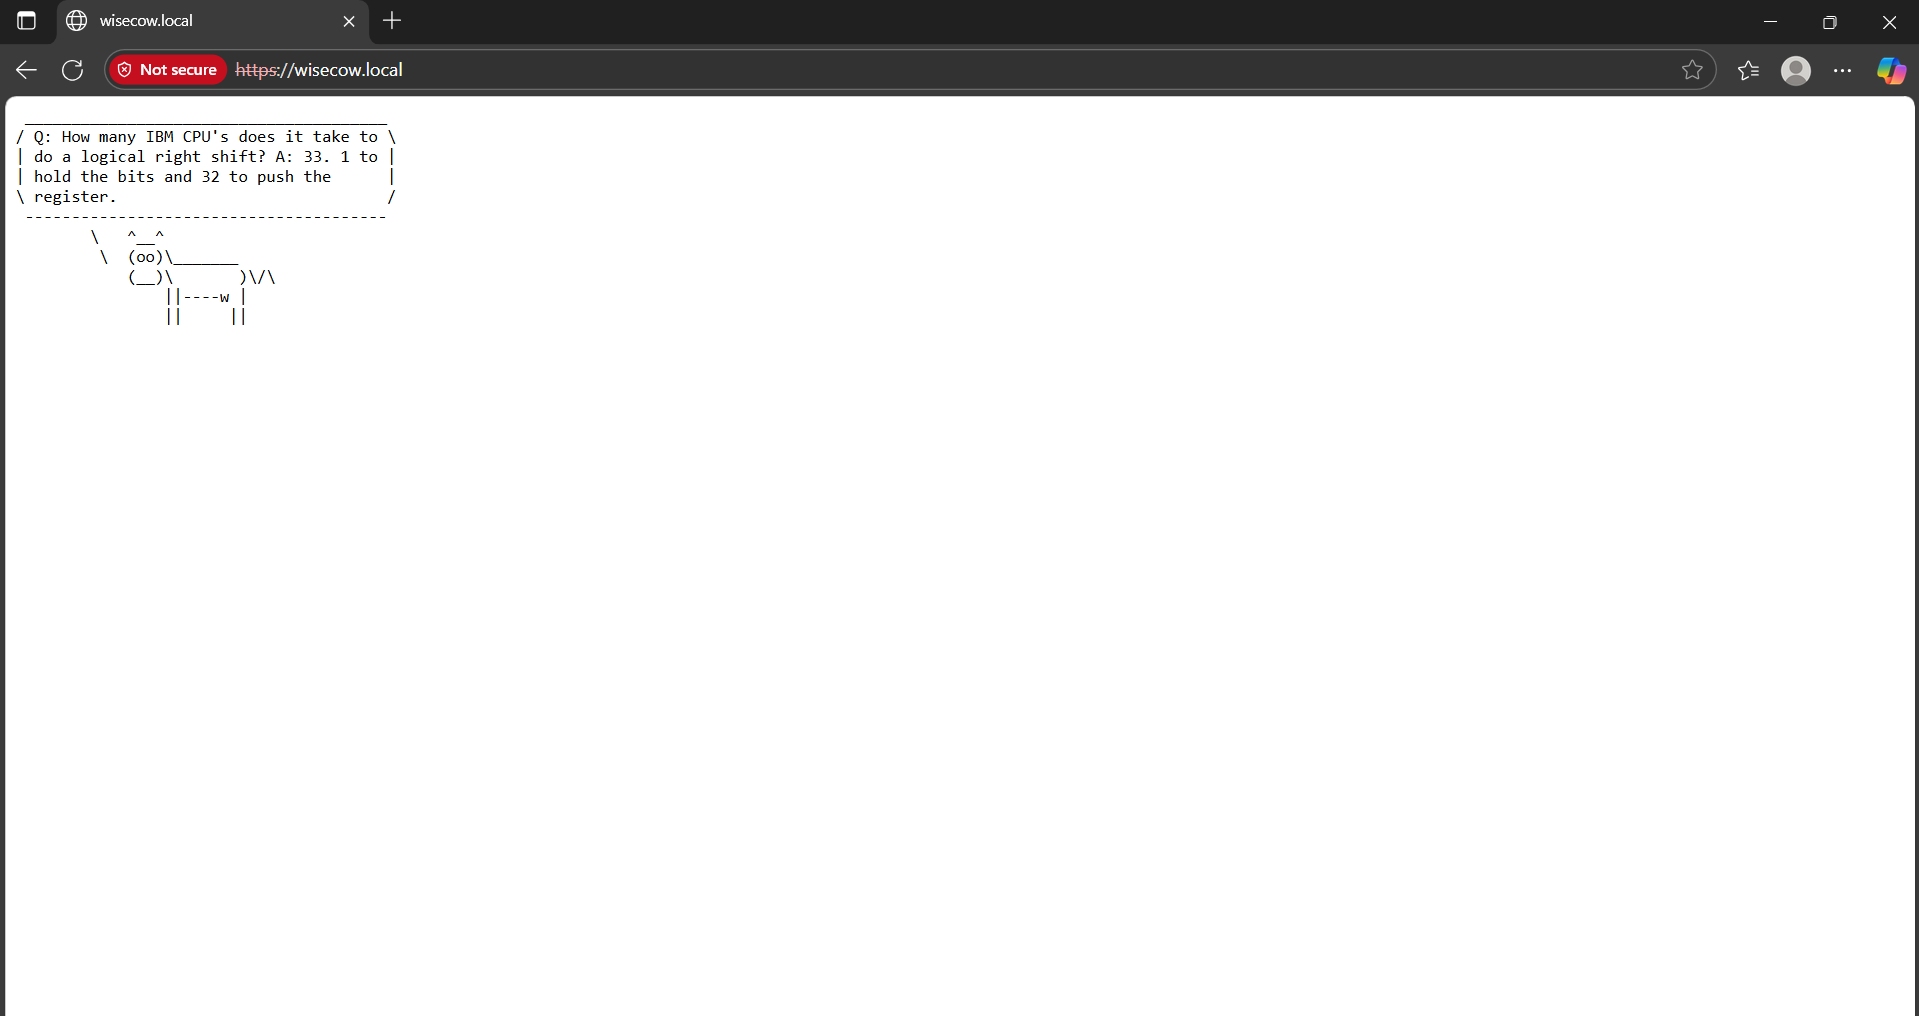 wisecow.local
Not secure https://wisecow.local
 _______________________________________
/ Q: How many IBM CPU's does it take to \
| do a logical right shift? A: 33. 1 to |
| hold the bits and 32 to push the      |
\ register.                             /
 ---------------------------------------
        \   ^__^
         \  (oo)\_______
            (__)\       )\/\
                ||----w |
                ||     ||